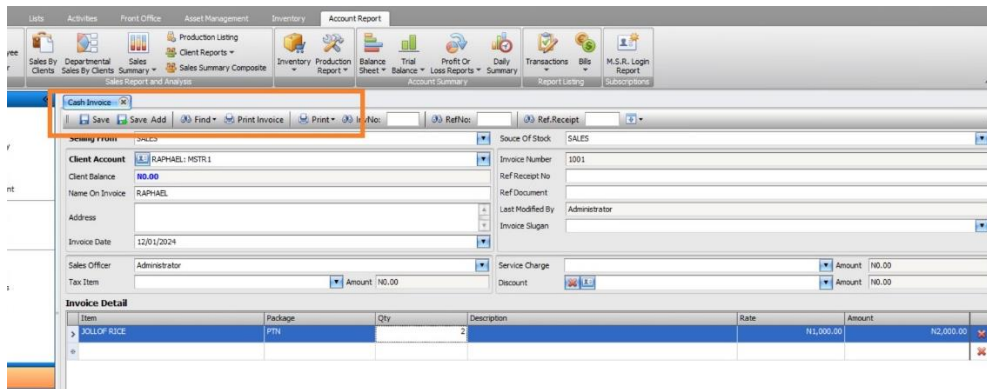 Lists Activities Front Office Asset Management Inventory Account Report
Production Listing
Client Reports
Sales Summary Composite
Sales By Clients
Departmental Sales By Clients
Sales Summary
Inventory
Production Report
Balance Sheet
Trial Balance
Profit Or Loss Reports
Daily Summary
Transactions
Bills
M.S.R. Login Report
Sales Report and Analysis Account Summary Report Listing Subscriptions
Cash Invoice
Save Save Add Find Print Invoice Print InvNo: RefNo: Ref.Receipt
Selling From SALES Souce Of Stock SALES
Client Account RAPHAEL: MSTR1 Invoice Number 1001
Client Balance N0.00 Ref Receipt No
Name On Invoice RAPHAEL Ref Document
Address Last Modified By Administrator
Invoice Slugan
Invoice Date 12/01/2024
Sales Officer Administrator Service Charge Amount N0.00
Tax Item Amount N0.00 Discount Amount N0.00
Invoice Detail
Item Package Qty Description Rate Amount
JOLLOF RICE PTN 2 N1,000.00 N2,000.00